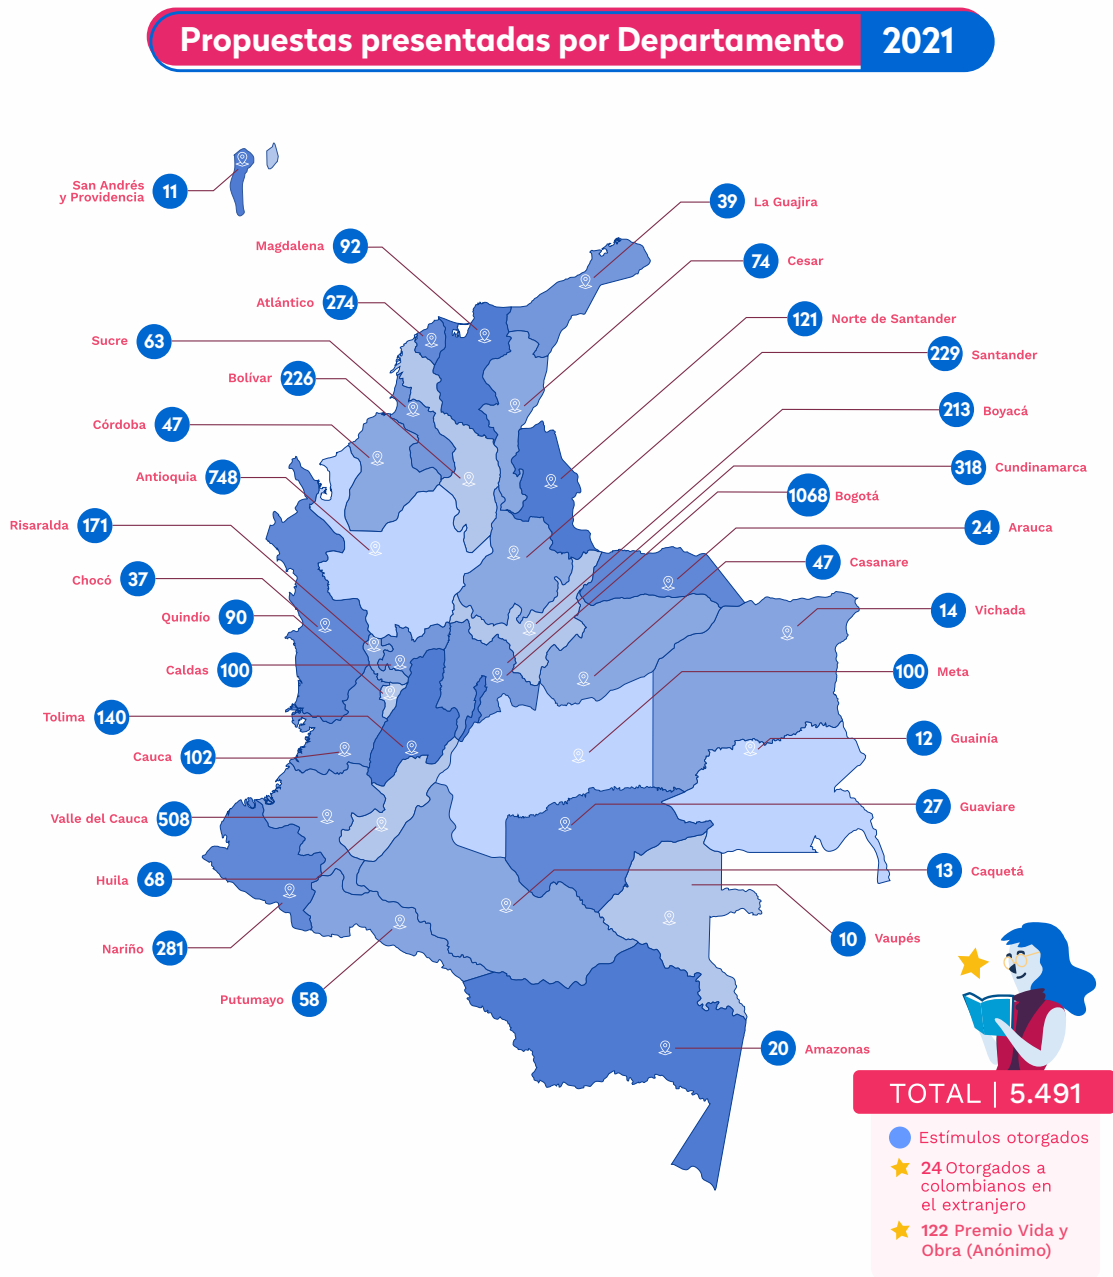 Propuestas presentadas por Departamento 2021
San Andrés
y Providencia
11
39 La Guajira
Magdalena 92
74 Cesar
Atlántico 274
121 Norte de Santander
Sucre 63
229 Santander
Bolívar 226
213 Boyacá
Córdoba 47
318 Cundinamarca
Antioquia 748
1068 Bogotá
Risaralda 171
24 Arauca
47 Casanare
Chocó 37
14 Vichada
Quindío 90
Caldas 100
100 Meta
Tolima 140
12 Guainía
Cauca 102
27 Guaviare
Valle del Cauca 508
13 Caquetá
Huila 68
10 Vaupés
Nariño 281
Putumayo 58
20 Amazonas
TOTAL | 5.491
Estímulos otorgados
24 Otorgados a
colombianos en
el extranjero
122 Premio Vida y
Obra (Anónimo)